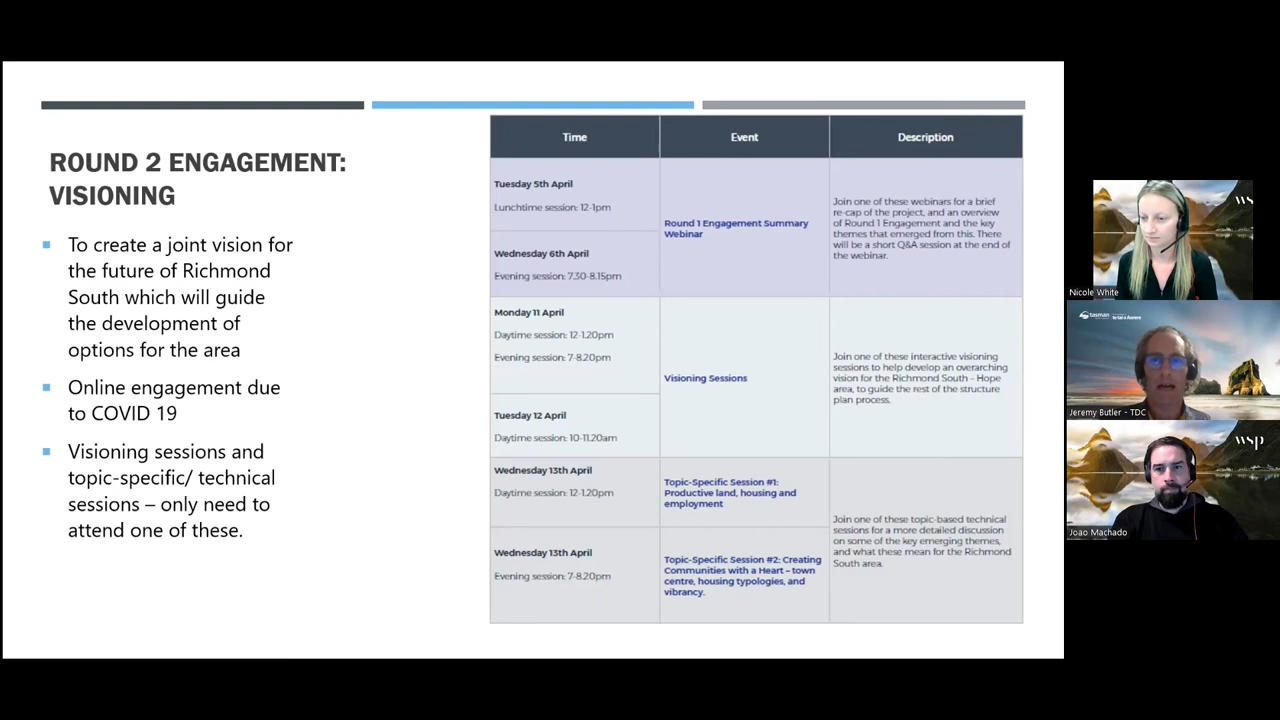 ROUND 2 ENGAGEMENT:
VISIONING
To create a joint vision for
the future of Richmond
South which will guide
the development of
options for the area
Online engagement due
to COVID 19
Visioning sessions and
topic-specific/ technical
sessions – only need to
attend one of these.
Time
Event
Description
Tuesday 5th April
Lunchtime session: 12-1pm
Wednesday 6th April
Evening session: 7.30-8.15pm
Round 1 Engagement Summary
Webinar
Join one of these webinars for a brief
re-cap of the project, and an overview
of Round 1 Engagement and the key
themes that emerged from this. There
will be a short Q&A session at the end of
the webinar.
Monday 11 April
Daytime session: 12-1.20pm
Evening session: 7-8.20pm
Tuesday 12 April
Daytime session: 10-11.20am
Visioning Sessions
Join one of these interactive visioning
sessions to help develop an overarching
vision for the Richmond South – Hope
area, to guide the rest of the structure
plan process.
Wednesday 13th April
Daytime session: 12-1.20pm
Topic-Specific Session #1:
Productive land, housing and
employment
Wednesday 13th April
Evening session: 7-8.20pm
Topic-Specific Session #2: Creating
Communities with a Heart – town
centre, housing typologies, and
vibrancy.
Join one of these topic-based technical
sessions for a more detailed discussion
on some of the key emerging themes,
and what these mean for the Richmond
South area.
ws
Nicole White
tasman
Jeremy Butler - TDC
wsp
Joao Machado